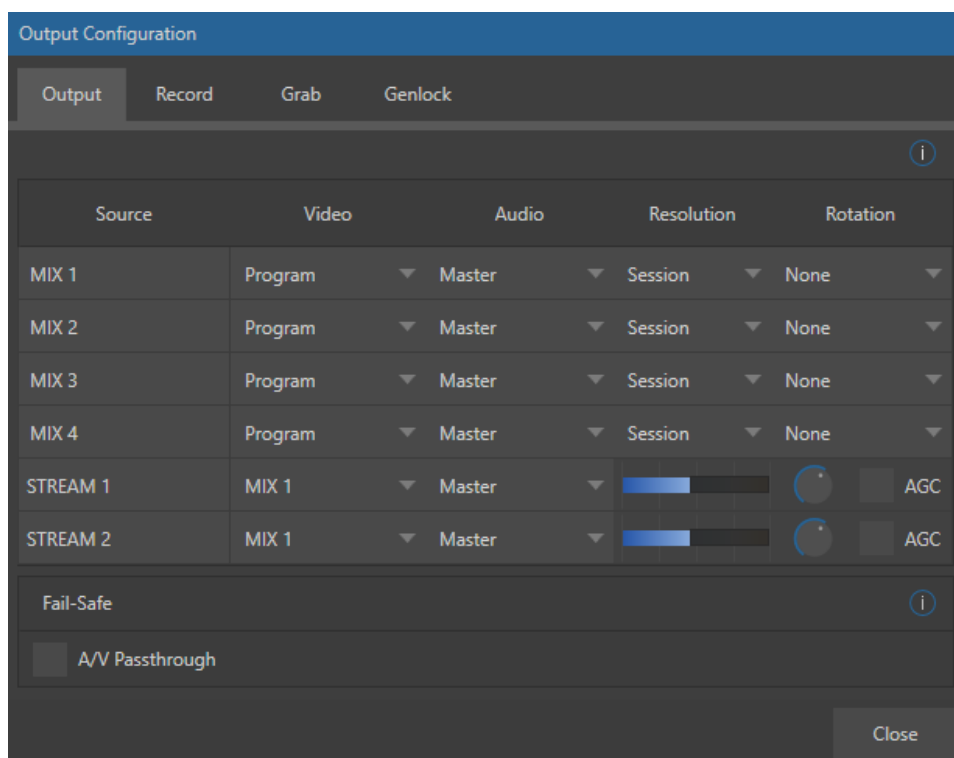 Output Configuration
Output Record Grab Genlock
i
Source Video Audio Resolution Rotation
MIX 1 Program Master Session None
MIX 2 Program Master Session None
MIX 3 Program Master Session None
MIX 4 Program Master Session None
STREAM 1 MIX 1 Master AGC
STREAM 2 MIX 1 Master AGC
Fail-Safe i
A/V Passthrough
Close